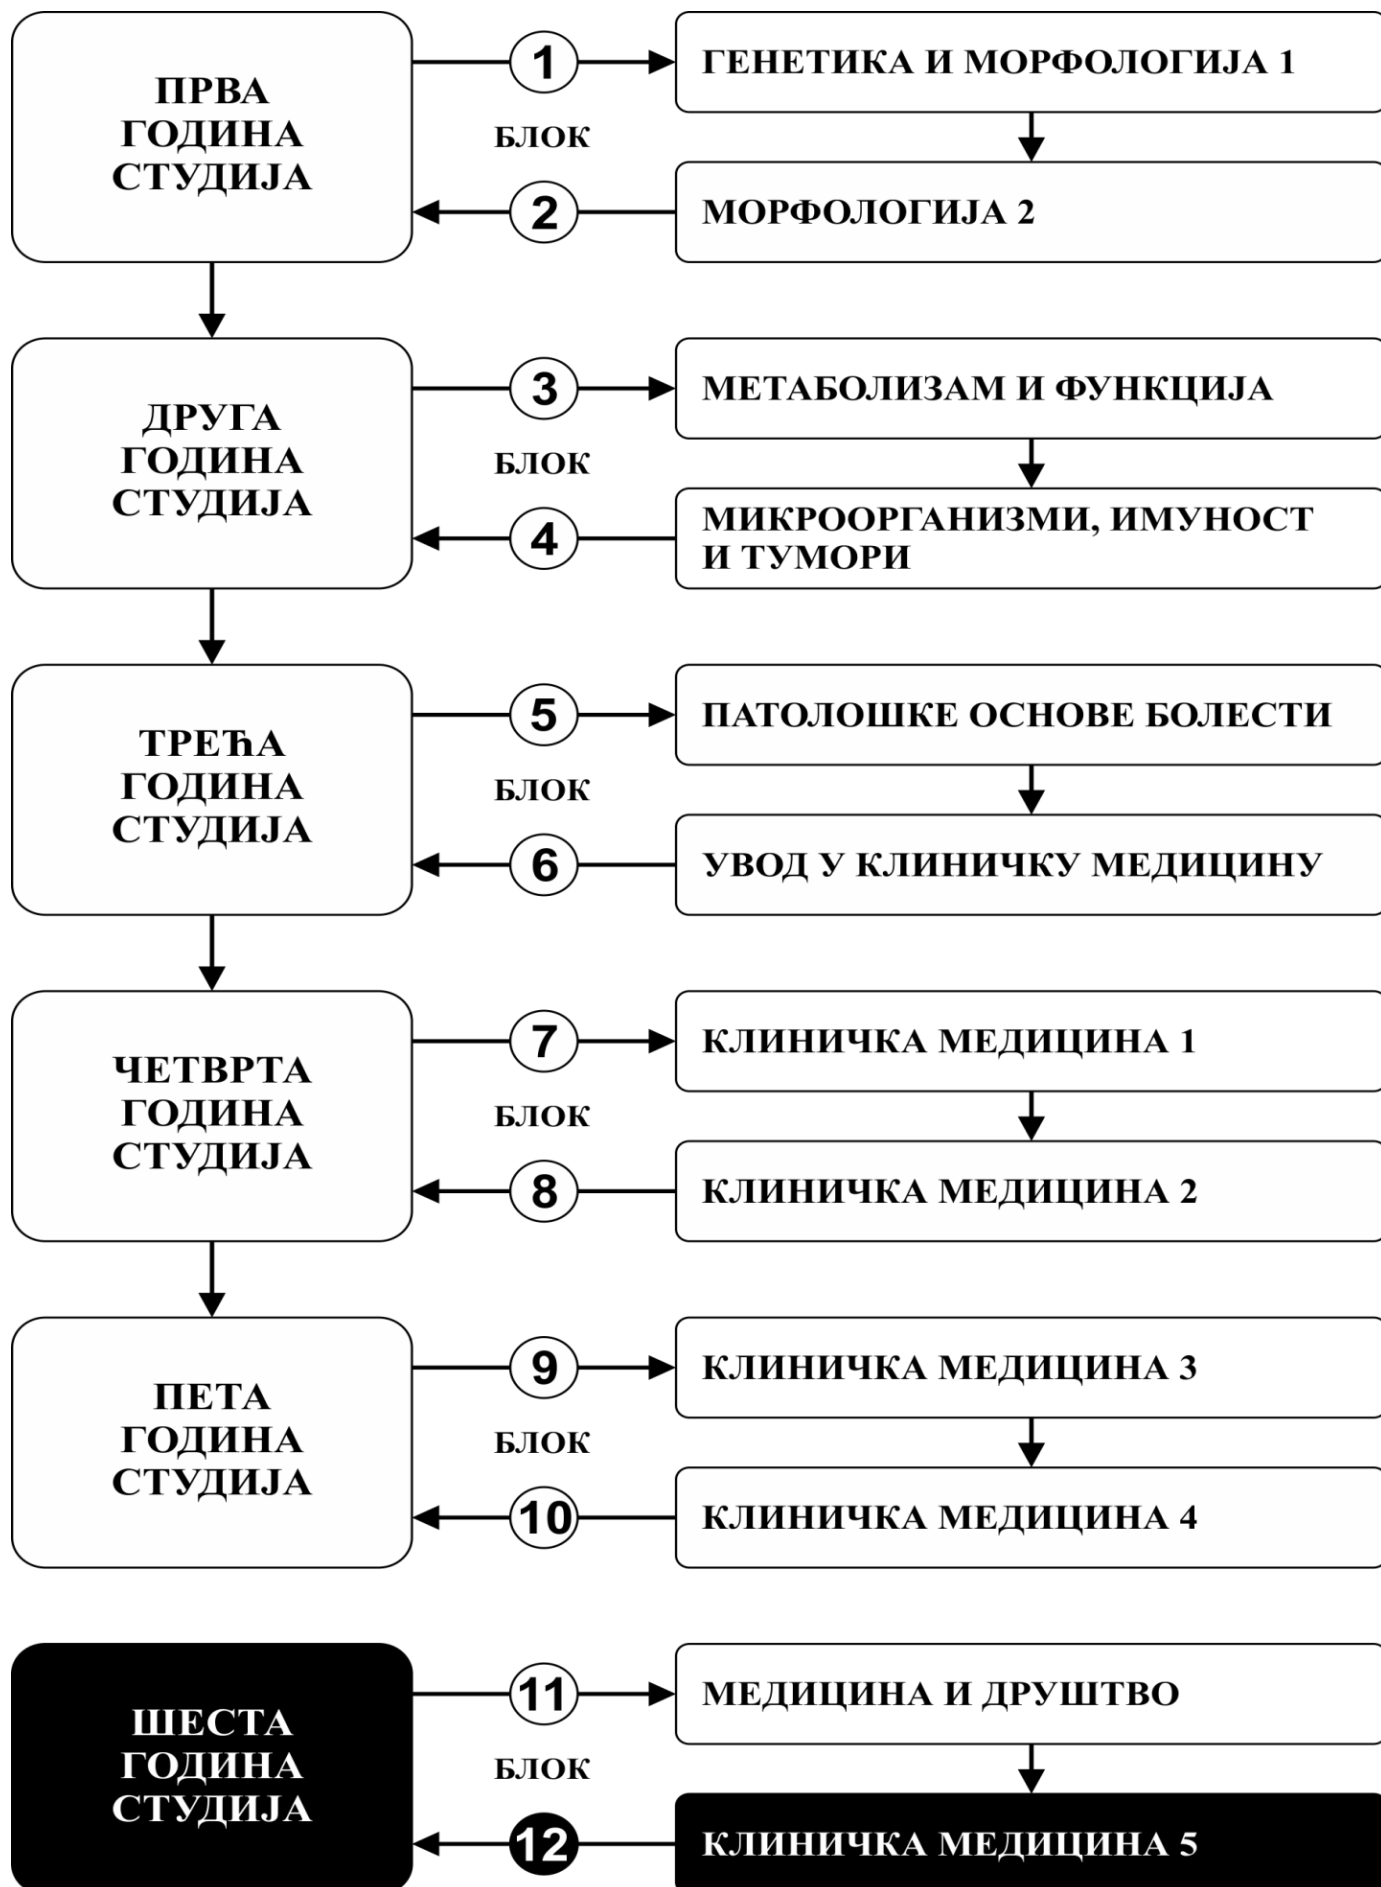 ПРВА
ГОДИНА
СТУДИЈА
1
БЛОК
2
ГЕНЕТИКА И МОРФОЛОГИЈА 1
МОРФОЛОГИЈА 2
ДРУГА
ГОДИНА
СТУДИЈА
3
БЛОК
4
МЕТАБОЛИЗАМ И ФУНКЦИЈА
МИКРООРГАНИЗМИ, ИМУНОСТ
И ТУМОРИ
ТРЕЋА
ГОДИНА
СТУДИЈА
5
БЛОК
6
ПАТОЛОШКЕ ОСНОВЕ БОЛЕСТИ
УВОД У КЛИНИЧКУ МЕДИЦИНУ
ЧЕТВРТА
ГОДИНА
СТУДИЈА
7
БЛОК
8
КЛИНИЧКА МЕДИЦИНА 1
КЛИНИЧКА МЕДИЦИНА 2
ПЕТА
ГОДИНА
СТУДИЈА
9
БЛОК
10
КЛИНИЧКА МЕДИЦИНА 3
КЛИНИЧКА МЕДИЦИНА 4
ШЕСТА
ГОДИНА
СТУДИЈА
11
БЛОК
12
МЕДИЦИНА И ДРУШТВО
КЛИНИЧКА МЕДИЦИНА 5